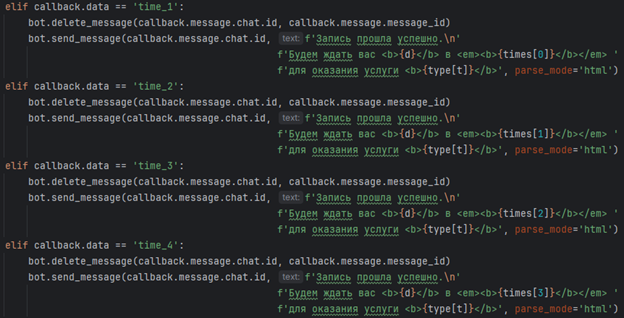 elif callback.data == 'time_1':
bot.delete_message(callback.message.chat.id, callback.message.message_id)
bot.send_message(callback.message.chat.id, text: f'Запись прошла успешно.\n'
f'Будем ждать вас <b>{d}</b> в <em><b>{times[0]}</b></em> '
f'для оказания услуги <b>{type[t]}</b>', parse_mode='html')
elif callback.data == 'time_2':
bot.delete_message(callback.message.chat.id, callback.message.message_id)
bot.send_message(callback.message.chat.id, text: f'Запись прошла успешно.\n'
f'Будем ждать вас <b>{d}</b> в <em><b>{times[1]}</b></em> '
f'для оказания услуги <b>{type[t]}</b>', parse_mode='html')
elif callback.data == 'time_3':
bot.delete_message(callback.message.chat.id, callback.message.message_id)
bot.send_message(callback.message.chat.id, text: f'Запись прошла успешно.\n'
f'Будем ждать вас <b>{d}</b> в <em><b>{times[2]}</b></em> '
f'для оказания услуги <b>{type[t]}</b>', parse_mode='html')
elif callback.data == 'time_4':
bot.delete_message(callback.message.chat.id, callback.message.message_id)
bot.send_message(callback.message.chat.id, text: f'Запись прошла успешно.\n'
f'Будем ждать вас <b>{d}</b> в <em><b>{times[3]}</b></em> '
f'для оказания услуги <b>{type[t]}</b>', parse_mode='html')